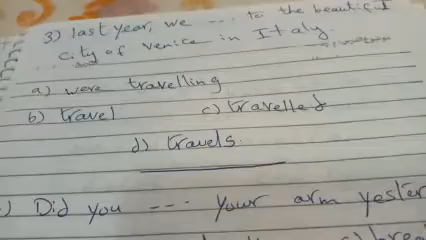 3) last year, we --- to the beautiful
city of venice in Italy
a) were travelling
b) travel c) travelled
d) travels.
Did you --- your arm yester